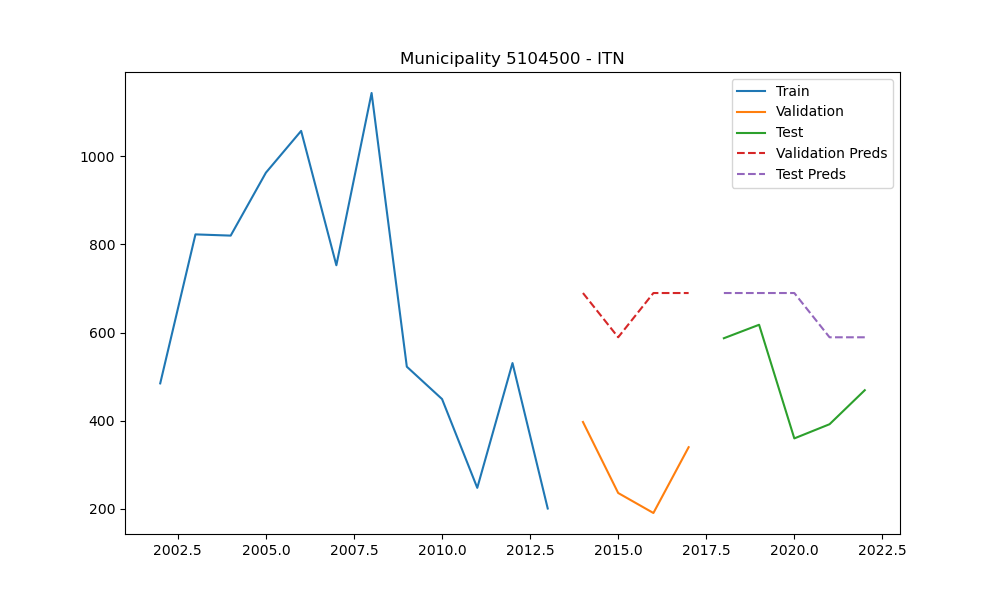 Municipality 5104500 - ITN
Train
Validation
Test
Validation Preds
Test Preds
1000
800
600
400
200
2002.5 2005.0 2007.5 2010.0 2012.5 2015.0 2017.5 2020.0 2022.5